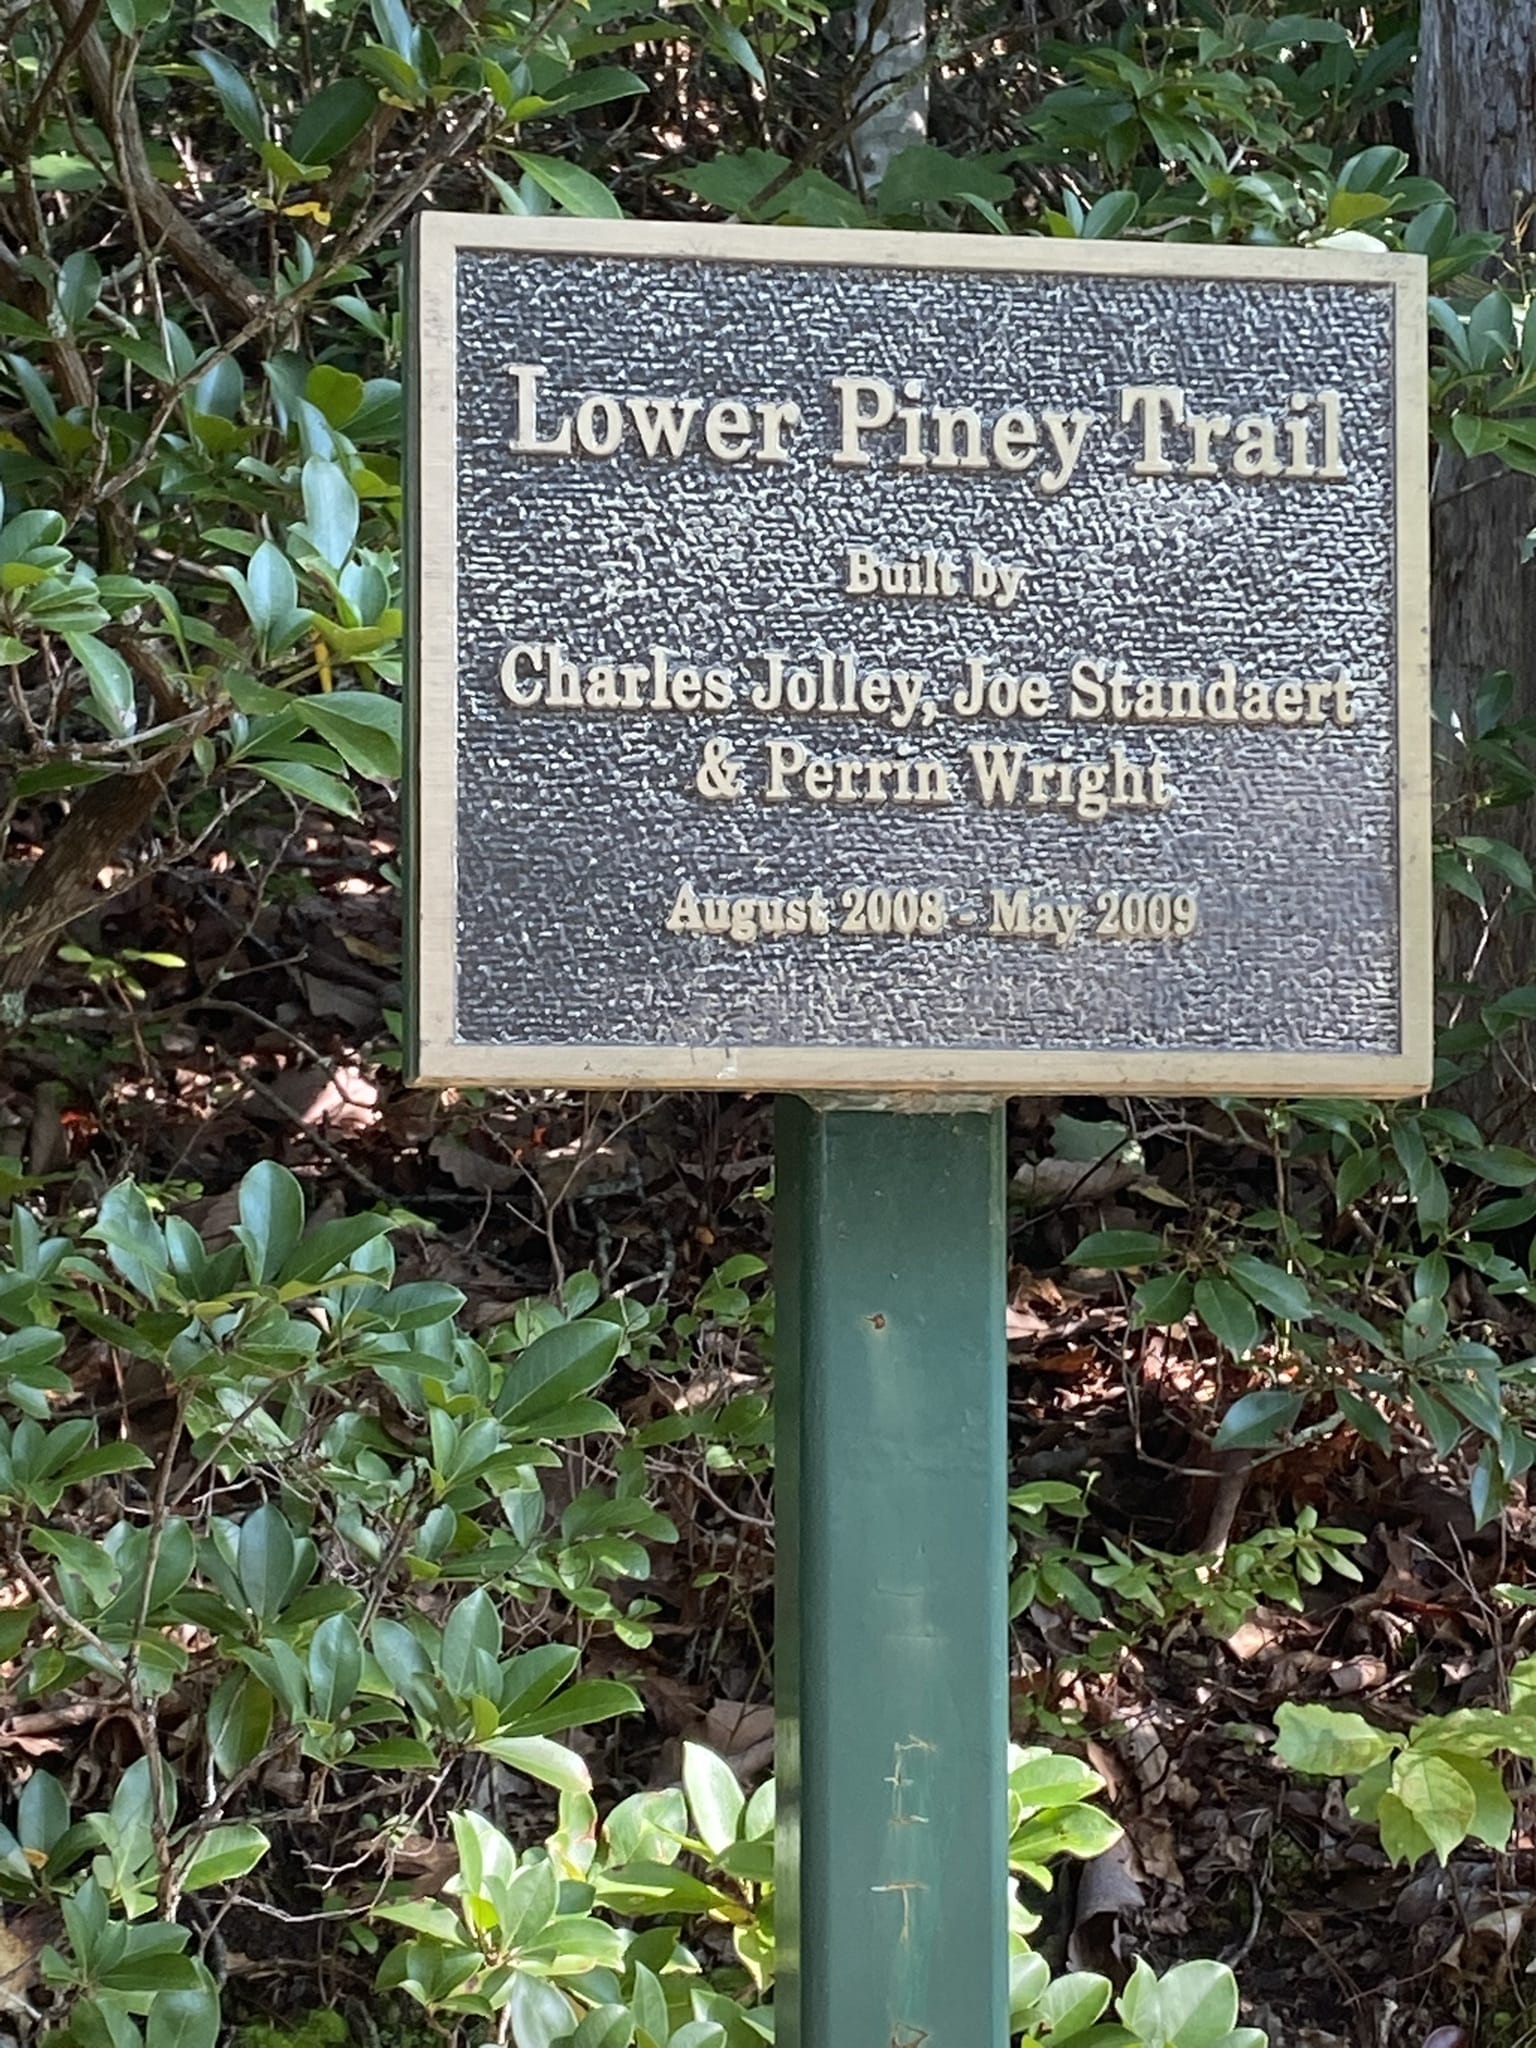 Lower Piney Trail
Built by
Charles Jolley, Joe Standaert
& Perrin Wright
August 2008 - May 2009